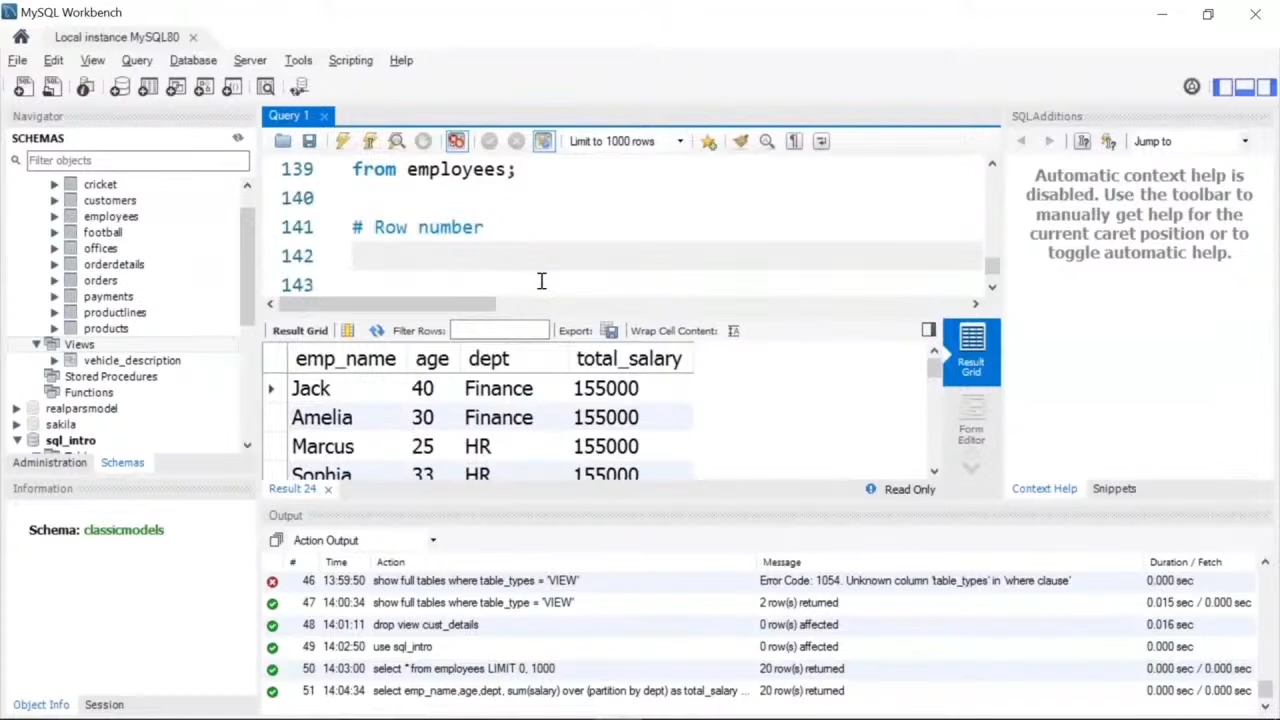 MySQL Workbench
Local instance MySQL80
File Edit View Query Database Server Tools Scripting Help
Navigator
SCHEMAS
Filter objects
cricket
customers
employees
football
offices
orderdetails
orders
payments
productlines
products
Views
vehicle_description
Stored Procedures
Functions
realparsmodel
sakila
sql_intro
Administration Schemas
Information
Schema: classicmodels
Object Info Session
Query 1
Limit to 1000 rows
139 from employees;
140
141 # Row number
142
143
Result Grid Filter Rows: Export: Wrap Cell Content:
emp_name age dept total_salary
Jack 40 Finance 155000
Amelia 30 Finance 155000
Marcus 25 HR 155000
Sophia 33 HR 155000
Result Grid
Form Editor
Result 24
Read Only
SQLAdditions
Jump to
Automatic context help is
disabled. Use the toolbar to
manually get help for the
current caret position or to
toggle automatic help.
Context Help Snippets
Output
Action Output
# Time Action Message Duration / Fetch
46 13:59:50 show full tables where table_types = 'VIEW' Error Code: 1054. Unknown column 'table_types' in 'where clause' 0.000 sec
47 14:00:34 show full tables where table_type = 'VIEW' 2 row(s) returned 0.015 sec / 0.000 sec
48 14:01:11 drop view cust_details 0 row(s) affected 0.016 sec
49 14:02:50 use sql_intro 0 row(s) affected 0.000 sec
50 14:03:00 select * from employees LIMIT 0, 1000 20 row(s) returned 0.000 sec / 0.000 sec
51 14:04:34 select emp_name,age,dept, sum(salary) over (partition by dept) as total_salary ... 20 row(s) returned 0.000 sec / 0.000 sec